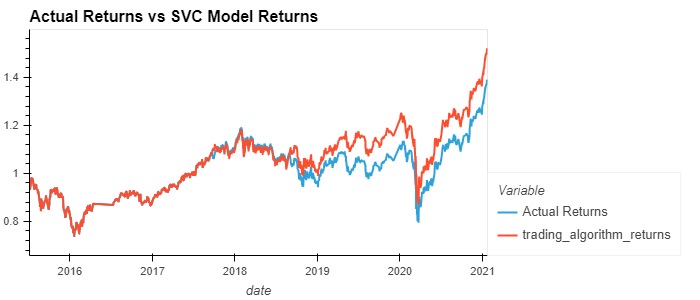 Actual Returns vs SVC Model Returns
1.4
1.2
1
0.8
2016 2017 2018 2019 2020 2021
date
Variable
Actual Returns
trading_algorithm_returns